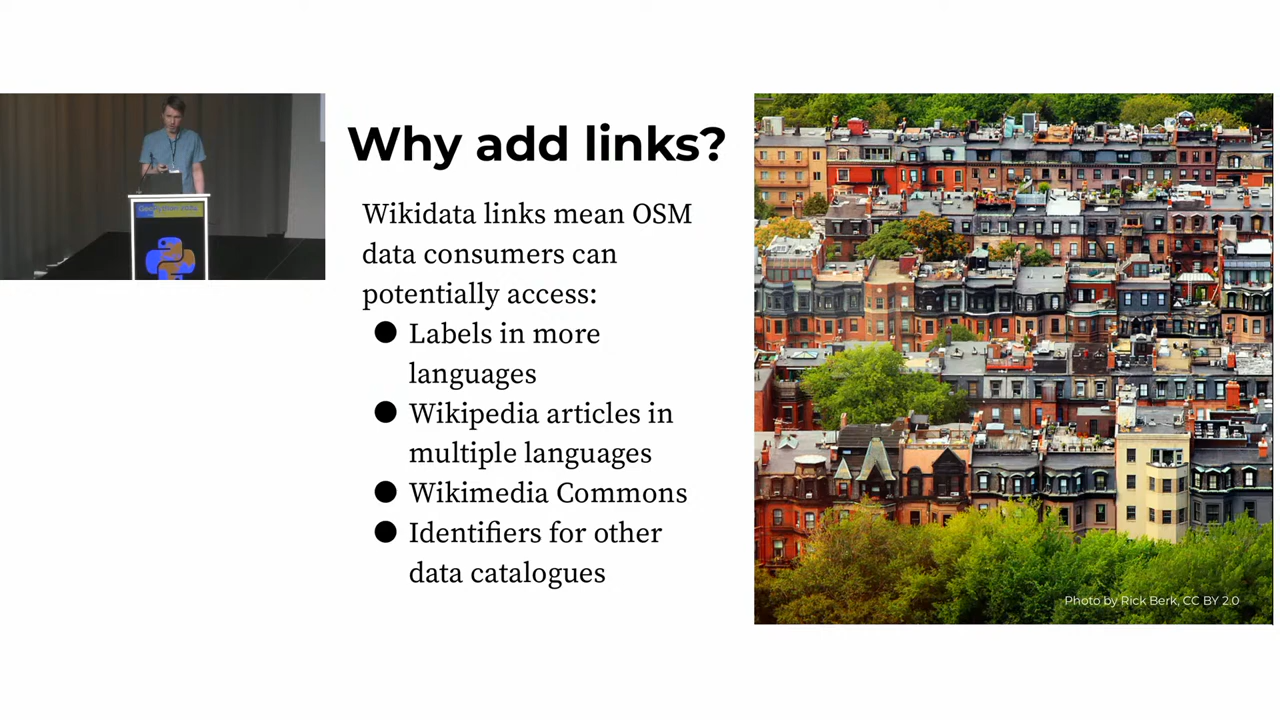 Why add links?
Wikidata links mean OSM
data consumers can
potentially access:
● Labels in more
languages
● Wikipedia articles in
multiple languages
● Wikimedia Commons
● Identifiers for other
data catalogues
Photo by Rick Berk, CC BY 2.0